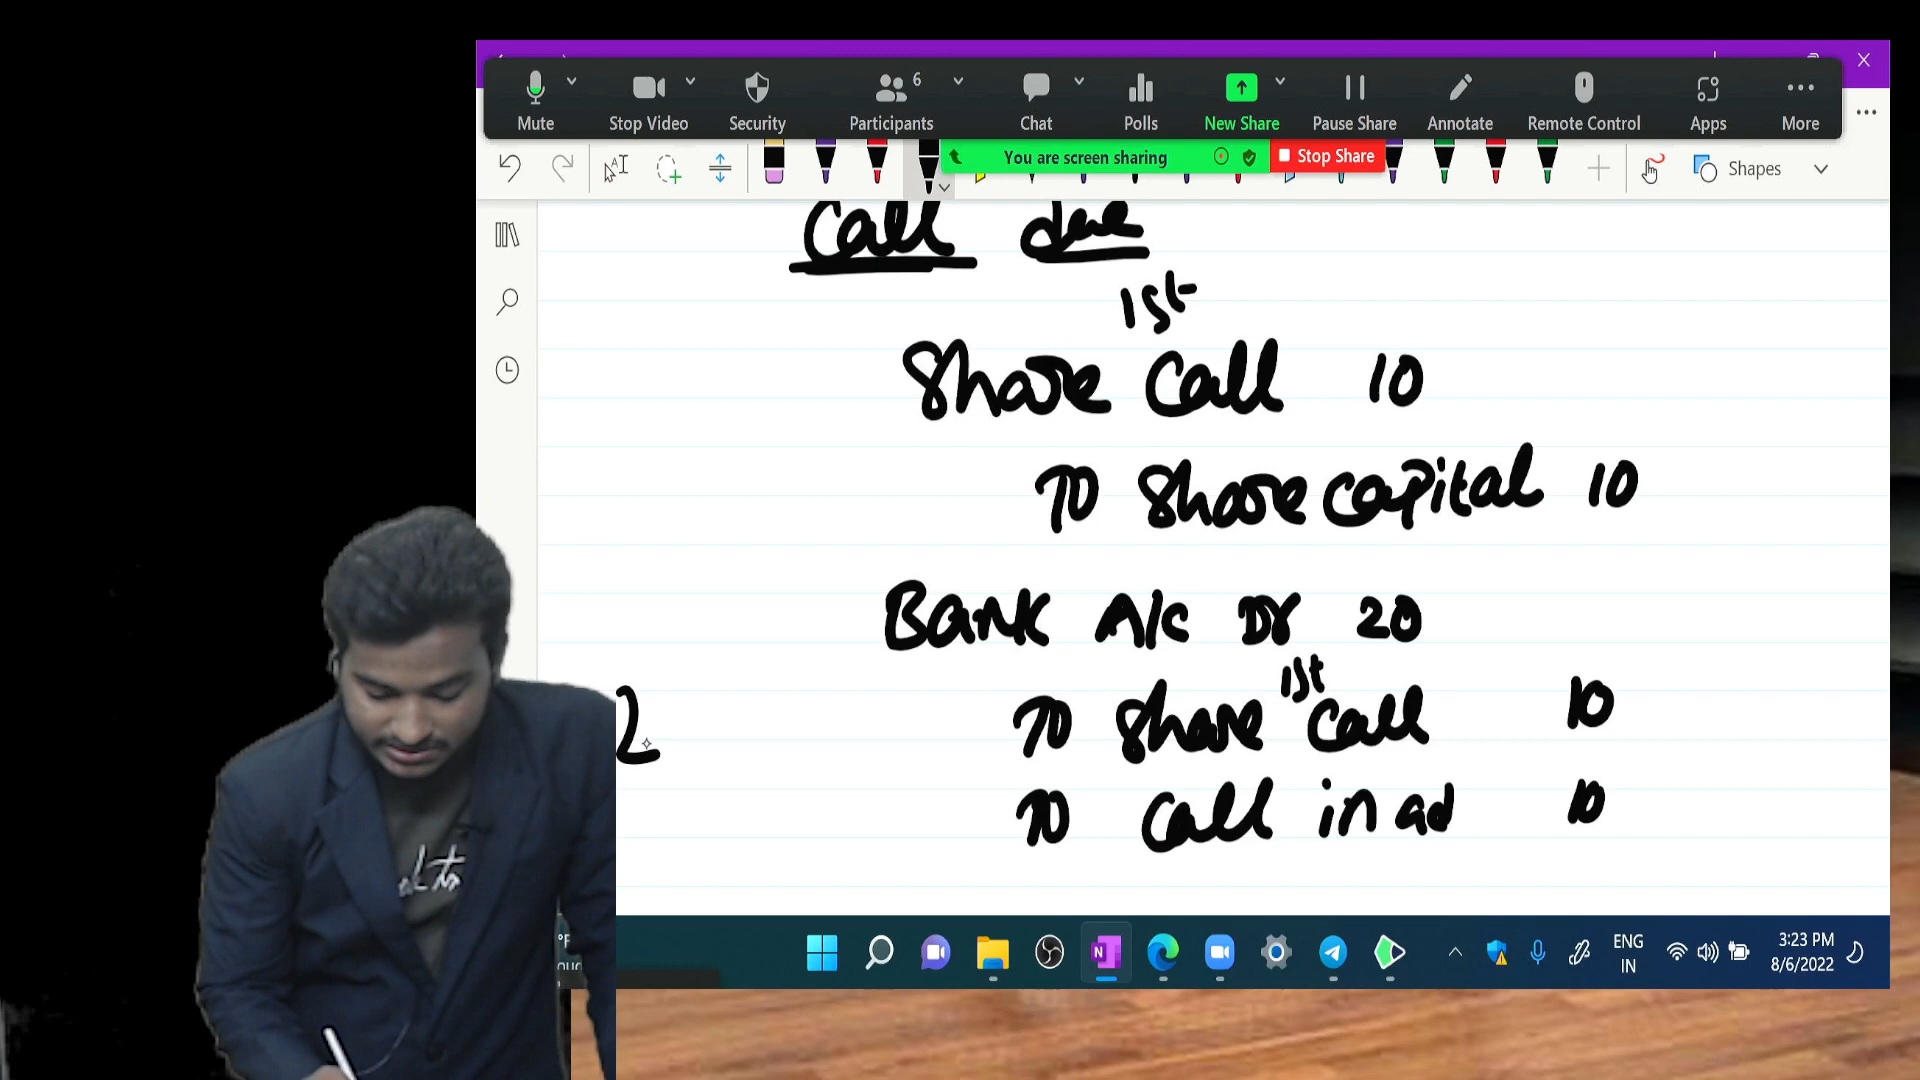 6
Mute
Stop Video
Security
Participants
Chat
Polls
New Share
Pause Share
Annotate
Remote Control
Apps
More
You are screen sharing
Stop Share
Shapes
Call due
1st
Share Call 10
TO Share capital 10
Bank A/c DR 20
1st
TO Share Call 10
2
TO Call in ad 10
ENG
IN
3:23 PM
8/6/2022